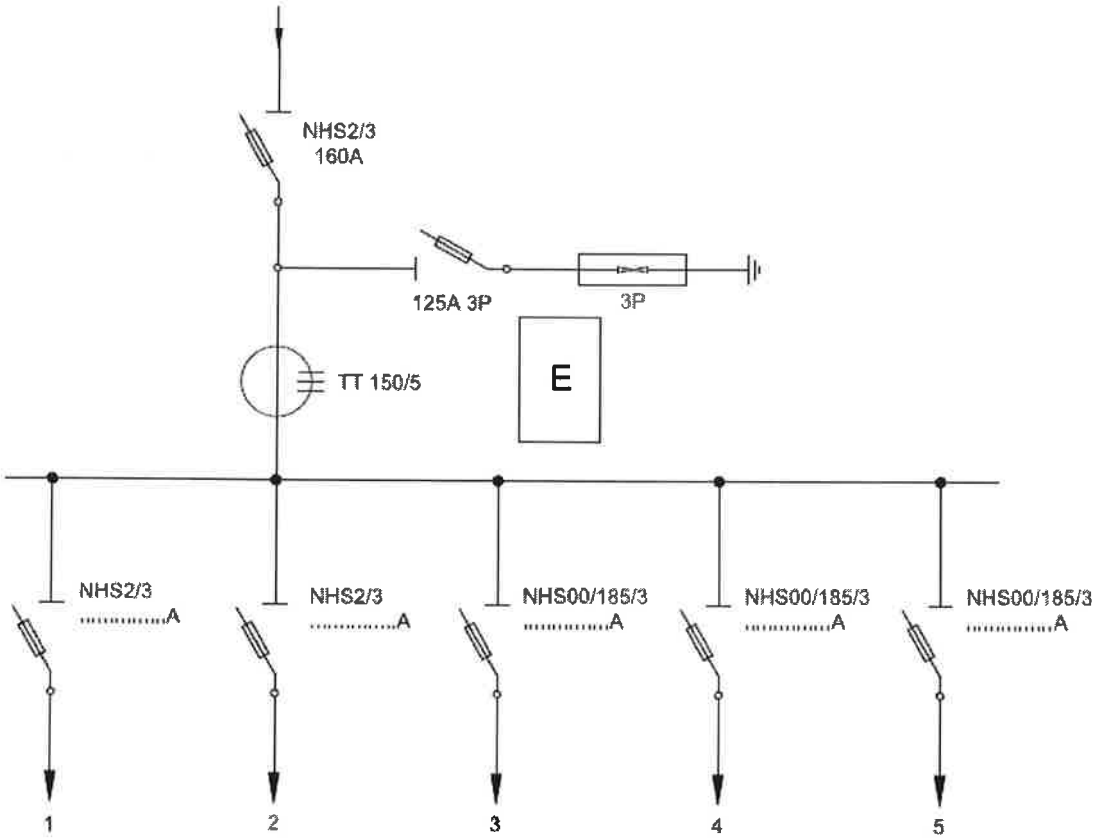 NHS2/3
160A
125A 3P
3P
E
TT 150/5
NHS2/3
..............A
NHS2/3
..............A
NHS00/185/3
..............A
NHS00/185/3
..............A
NHS00/185/3
..............A
1
2
3
4
5